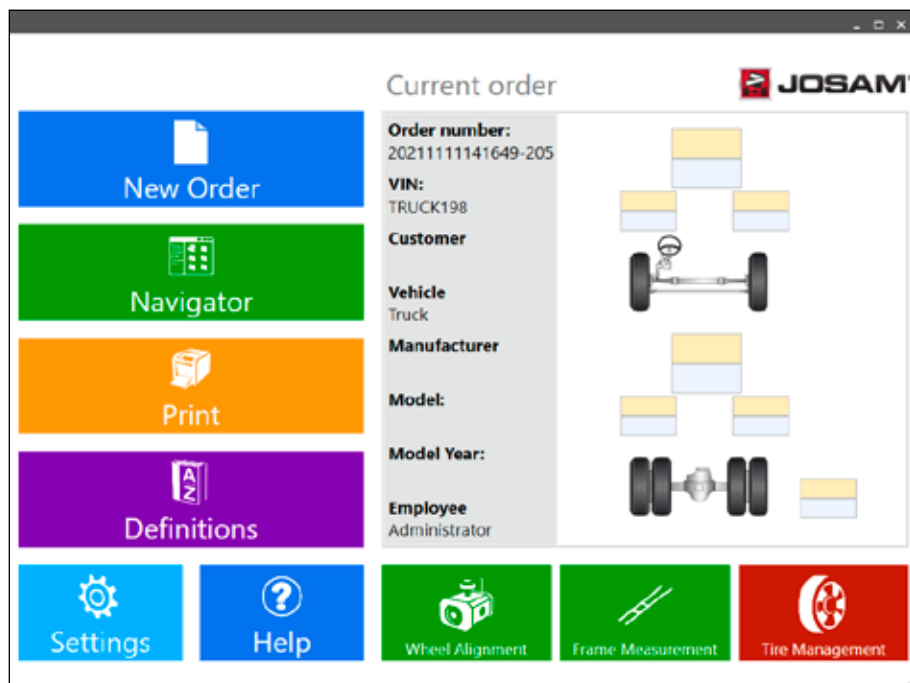 Current order
JOSAM
New Order
Navigator
Print
A
Z
Definitions
Settings
?
Help
Order number:
20211111141649-205
VIN:
TRUCK198
Customer
Vehicle
Truck
Manufacturer
Model:
Model Year:
Employee
Administrator
Wheel Alignment
Frame Measurement
Tire Management